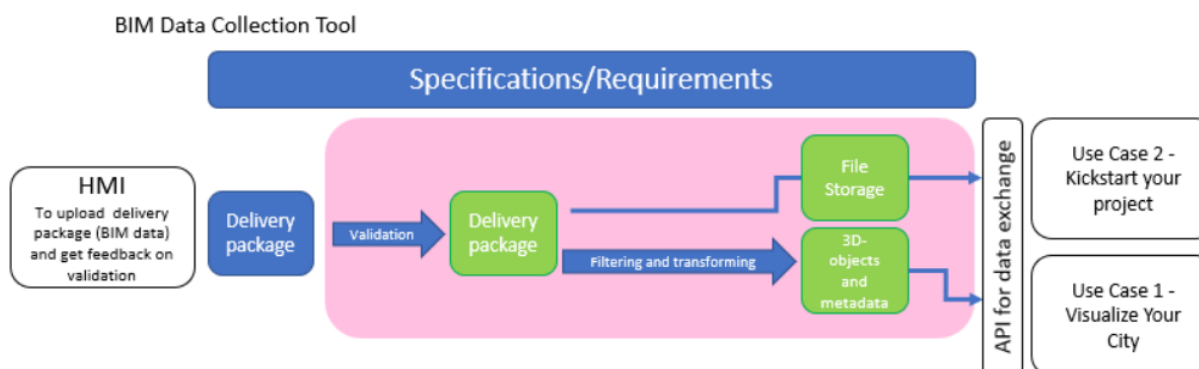 BIM Data Collection Tool
Specifications/Requirements
HMI
To upload delivery
package (BIM data)
and get feedback on
validation
Delivery
package
Validation
Delivery
package
File
Storage
Filtering and transforming
3D-
objects
and
metadata
API for data exchange
Use Case 2 -
Kickstart your
project
Use Case 1 -
Visualize Your
City